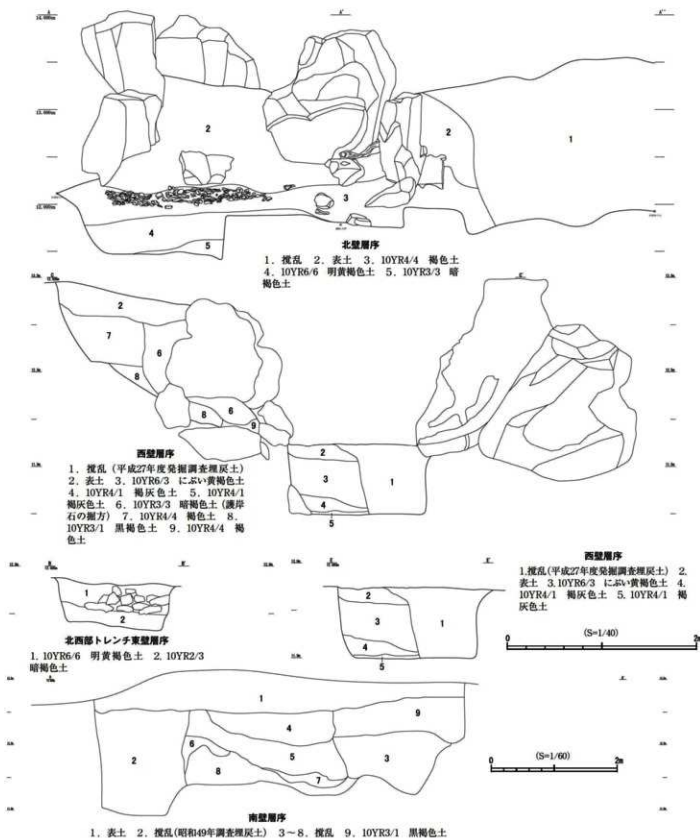 A
A'
A''
14.000m
13.000m
12.000m
2
2
1
3
4
5
北壁層序
1. 攪乱 2. 表土 3. 10YR4/4 褐色土
4. 10YR6/6 明黄褐色土 5. 10YR3/3 暗
褐色土
2
7
6
8
8
6
9
2
3
1
4
5
西壁層序
1. 攪乱 (平成27年度発掘調査埋戻土)
2. 表土 3. 10YR6/3 にぶい黄褐色土
4. 10YR4/1 褐灰色土 5. 10YR4/1
褐灰色土 6. 10YR3/3 暗褐色土 (護岸
石の掘方) 7. 10YR4/4 褐色土 8.
10YR3/1 黒褐色土 9. 10YR4/4 褐
色土
1
2
北西部トレンチ東壁層序
1. 10YR6/6 明黄褐色土 2. 10YR2/3
暗褐色土
2
3
1
4
5
西壁層序
1.攪乱(平成27年度発掘調査埋戻土) 2.
表土 3.10YR6/3 にぶい黄褐色土 4.
10YR4/1 褐灰色土 5. 10YR4/1 褐
灰色土
0 (S=1/40) 2m
1
9
4
2
6
5
3
8
7
0 (S=1/60) 2m
南壁層序
1. 表土 2. 攪乱(昭和49年調査埋戻土) 3～8. 攪乱 9. 10YR3/1 黒褐色土